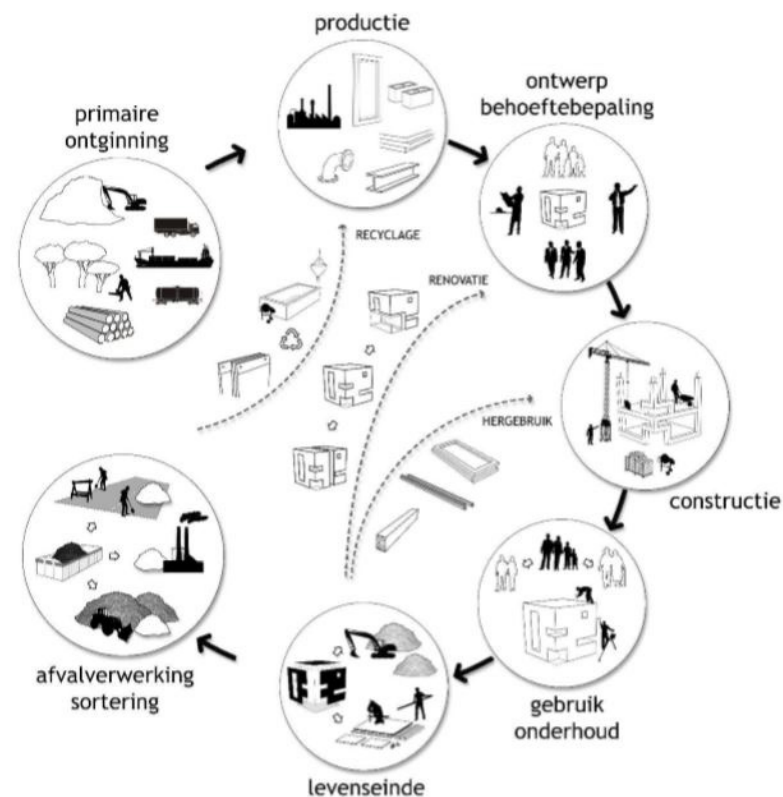 productie
ontwerp
behoeftebepaling
primaire
ontginning
RECYCLAGE
RENOVATIE
HERGEBRUIK
constructie
afvalverwerking
sortering
gebruik
onderhoud
levenseinde